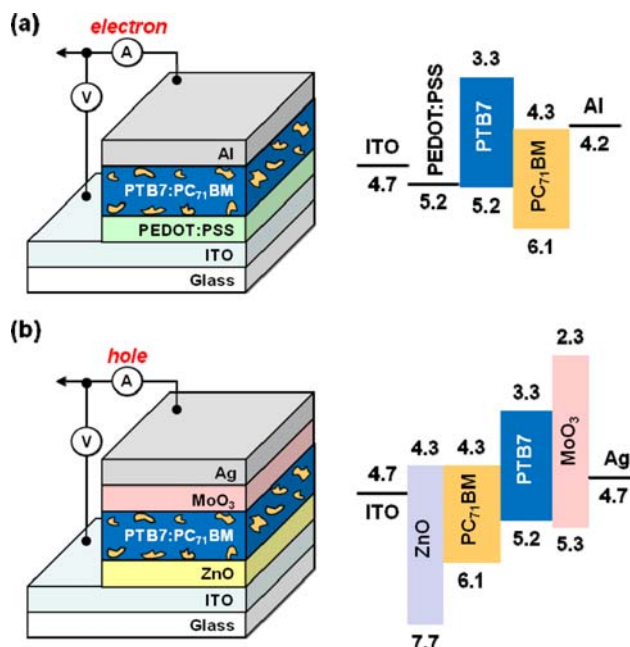 (a)
electron
A
V
Al
PTB7:PC₇₁BM
PEDOT:PSS
ITO
Glass
ITO
4.7
PEDOT:PSS
5.2
3.3
PTB7
5.2
4.3
PC₇₁BM
6.1
Al
4.2
(b)
hole
A
V
Ag
MoO₃
PTB7:PC₇₁BM
ZnO
ITO
Glass
4.7
ITO
4.3
ZnO
7.7
4.3
PC₇₁BM
6.1
3.3
PTB7
5.2
2.3
MoO₃
5.3
Ag
4.7